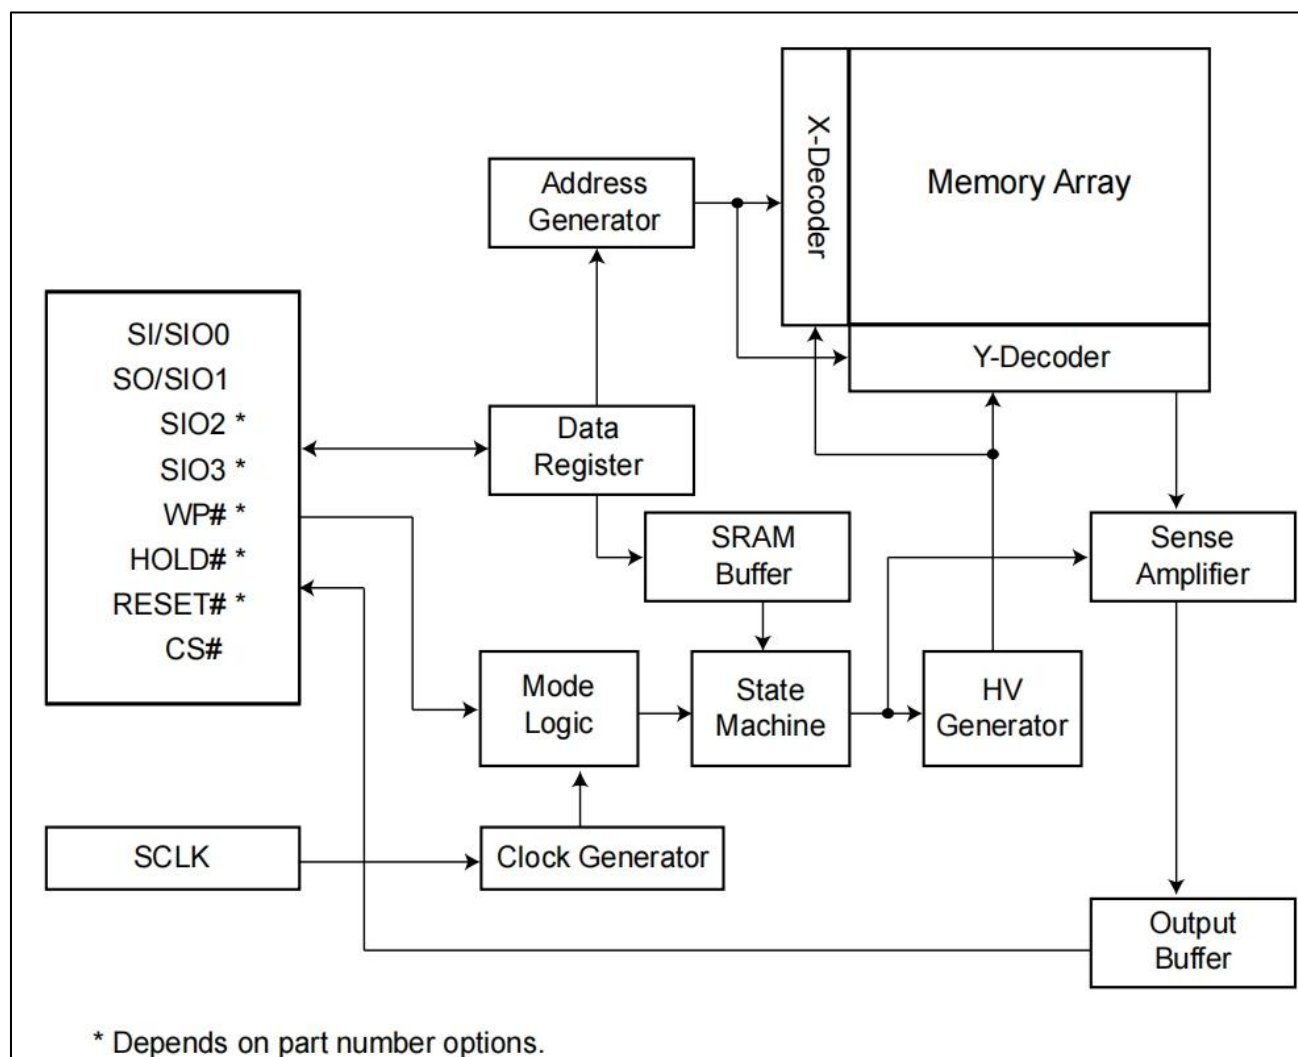 X-Decoder
Memory Array
Address
Generator
Y-Decoder
SI/SIO0
SO/SIO1
SIO2 *
SIO3 *
WP# *
HOLD# *
RESET# *
CS#
Data
Register
SRAM
Buffer
Sense
Amplifier
Mode
Logic
State
Machine
HV
Generator
SCLK
Clock Generator
Output
Buffer
* Depends on part number options.